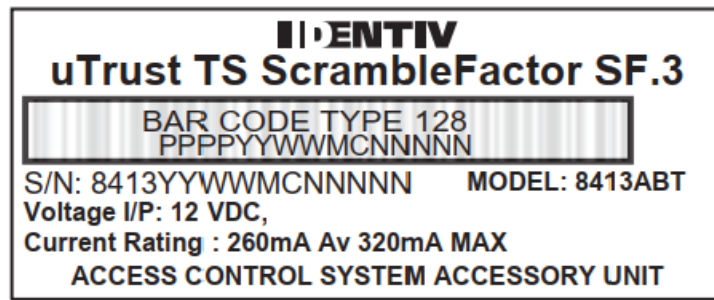 IDENTIV
uTrust TS ScrambleFactor SF.3
BAR CODE TYPE 128
PPPPYYWWMCNNNNN
S/N: 8413YYWWMCNNNNN MODEL: 8413ABT
Voltage I/P: 12 VDC,
Current Rating : 260mA Av 320mA MAX
ACCESS CONTROL SYSTEM ACCESSORY UNIT